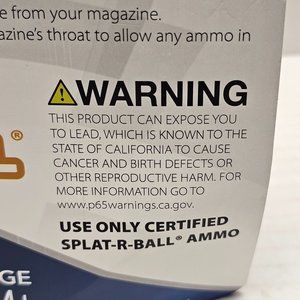 e from your magazine.
azine's throat to allow any ammo in
WARNING
THIS PRODUCT CAN EXPOSE YOU
TO LEAD, WHICH IS KNOWN TO THE
STATE OF CALIFORNIA TO CAUSE
CANCER AND BIRTH DEFECTS OR
OTHER REPRODUCTIVE HARM. FOR
MORE INFORMATION GO TO
www.p65warnings.ca.gov.
USE ONLY CERTIFIED
SPLAT-R-BALL® AMMO
GE